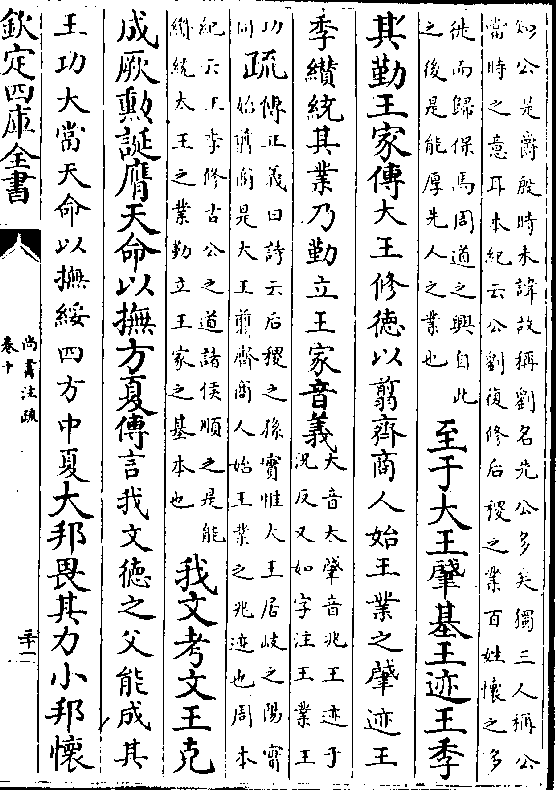 知公是爵殷時未諱故稱劉名先公多矣獨三人稱公
當時之意耳本紀云公劉復修后稷之業百姓懷之多
徙而歸保焉周道之興自此
之後是能厚先人之業也
至于大王肇基王迹王季
其勤王家傳大王修德以翦齊商人始王業之肇迹王
季纘統其業乃勤立王家音義
大音太肇音兆王迹于
況反又如字注王業王
功
同
疏
傳正義曰詩云后稷之孫實惟大王居岐之陽實
始翦商是大王翦齊商人始王業之兆迹也周本
紀云王季修古公之道諸侯順之是能
纘統大王之業勤立王家之基本也
我文考文王克
成厥勲誕膺天命以撫方夏傳言我文德之父能成其
王功大當天命以撫綏四方中夏大邦畏其力小邦懷
欽定四庫全書
尚書注疏
卷十